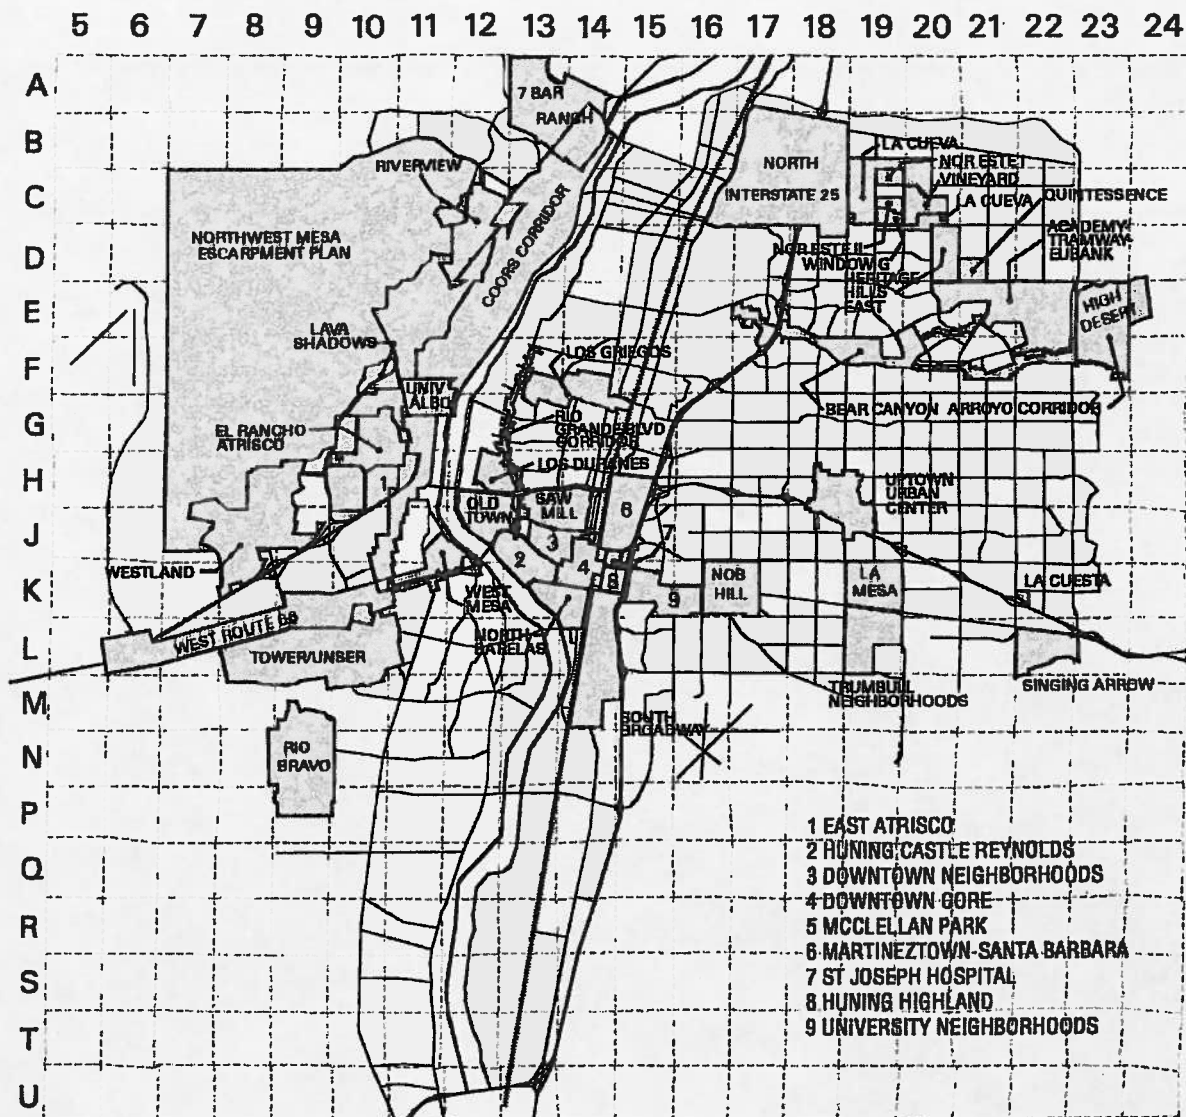 5 6 7 8 9 10 11 12 13 14 15 16 17 18 19 20 21 22 23 24
A
B
C
D
E
F
G
H
J
K
L
M
N
P
Q
R
S
T
U
7 BAR
RANCH
RIVERVIEW
NORTHWEST MESA
ESCARPMENT PLAN
COORS CORRIDOR
NORTH
INTERSTATE 25
LA CUEVA
NOR ESTE I
VINEYARD
LA CUEVA
QUINTESSENCE
ACADEMY-
TRAMWAY-
EUBANK
NOR ESTE II
WINDOW G
HERITAGE
HILLS
EAST
HIGH
DESERT
LAVA
SHADOWS
LOS GRIEGOS
UNIV
ALBQ
BEAR CANYON ARROYO CORRIDOR
EL RANCHO
ATRISCO
RIO
GRANDE BLVD
CORRIDOR
LOS DURANES
1
OLD
TOWN
SAW
MILL
6
UPTOWN
URBAN
CENTER
7
3
2
4
8
WESTLAND
WEST
MESA
9
NOB
HILL
LA
MESA
LA CUESTA
WEST ROUTE 66
NORTH
BARELAS
TOWER/UNSER
TRUMBULL
NEIGHBORHOODS
SINGING ARROW
SOUTH
BROADWAY
RIO
BRAVO
1 EAST ATRISCO
2 HUNING CASTLE REYNOLDS
3 DOWNTOWN NEIGHBORHOODS
4 DOWNTOWN CORE
5 MCCLELLAN PARK
6 MARTINEZTOWN-SANTA BARBARA
7 ST JOSEPH HOSPITAL
8 HUNING HIGHLAND
9 UNIVERSITY NEIGHBORHOODS